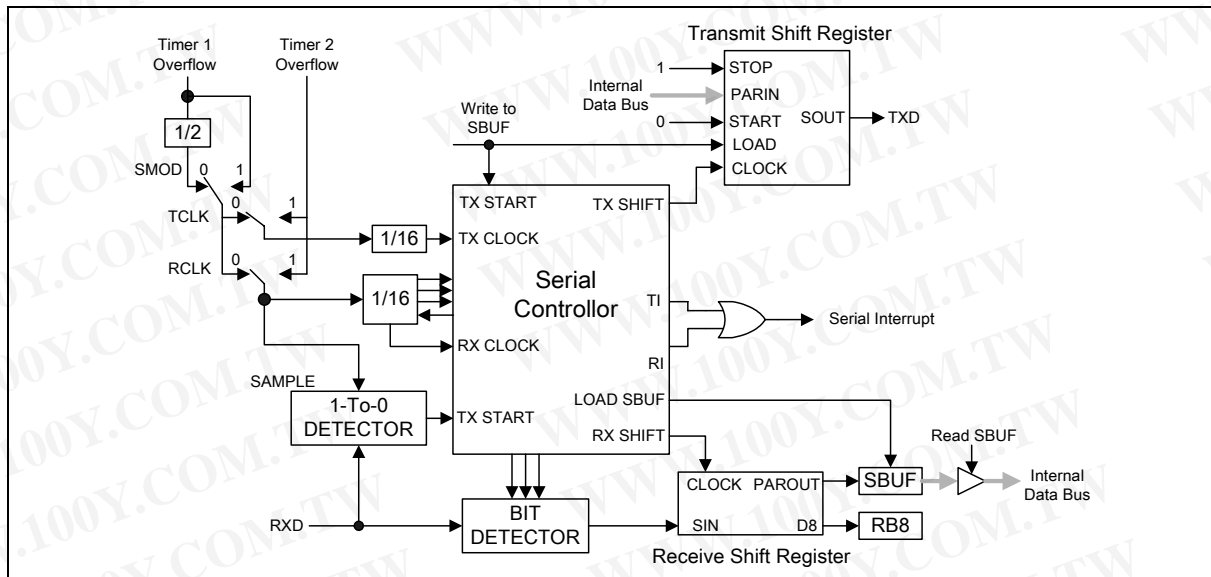 Timer 1
Overflow
Timer 2
Overflow
1/2
SMOD
0
1
TCLK
0
1
RCLK
0
1
1/16
1/16
SAMPLE
1-To-0
DETECTOR
RXD
Write to
SBUF
TX START
TX CLOCK
RX CLOCK
TX START
Serial
Controllor
TX SHIFT
TI
RI
LOAD SBUF
RX SHIFT
BIT
DETECTOR
Transmit Shift Register
1
Internal
Data Bus
0
STOP
PARIN
START
LOAD
CLOCK
SOUT
TXD
Serial Interrupt
CLOCK
PAROUT
SIN
D8
Receive Shift Register
SBUF
RB8
Read SBUF
Internal
Data Bus
WWW.100Y.COM.TW